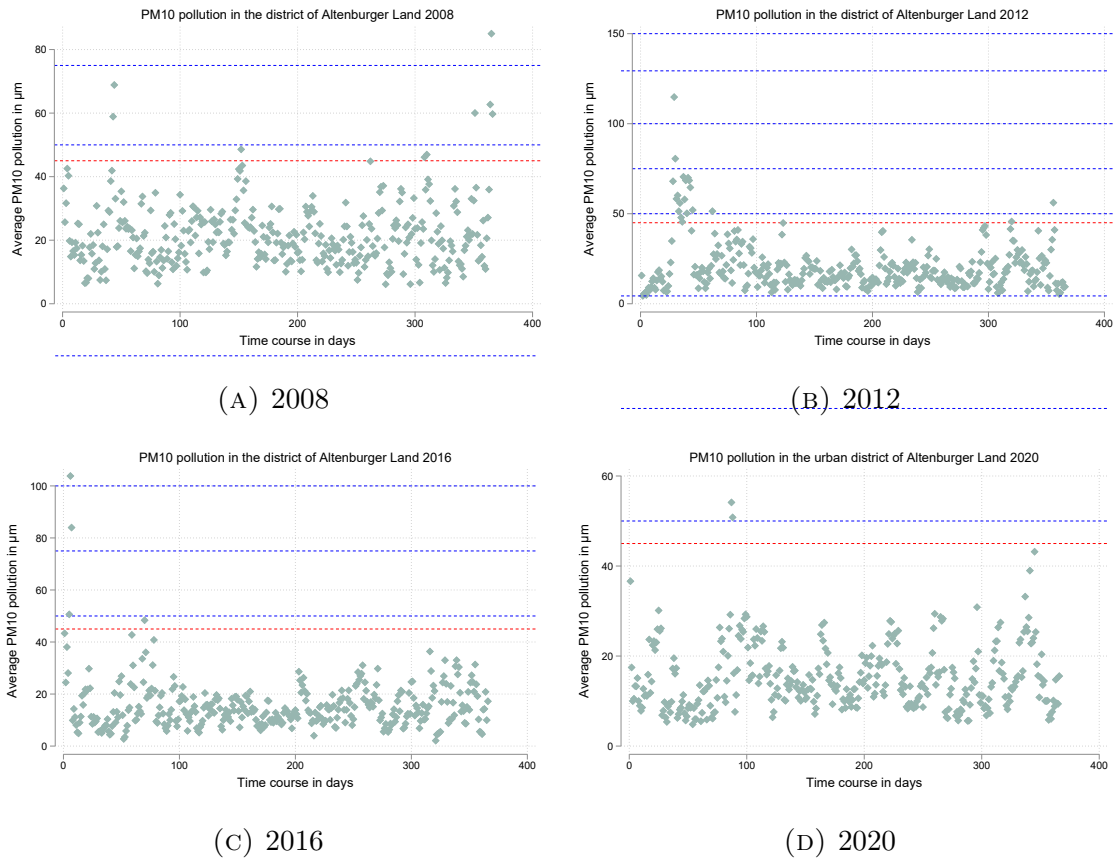 PM10 pollution in the district of Altenburger Land 2008
Average PM10 pollution in μm
80
60
40
20
0
0 100 200 300 400
Time course in days
(A) 2008
PM10 pollution in the district of Altenburger Land 2012
Average PM10 pollution in μm
150
100
50
0
0 100 200 300 400
Time course in days
(B) 2012
PM10 pollution in the district of Altenburger Land 2016
Average PM10 pollution in μm
100
80
60
40
20
0
0 100 200 300 400
Time course in days
(C) 2016
PM10 pollution in the urban district of Altenburger Land 2020
Average PM10 pollution in μm
60
40
20
0
0 100 200 300 400
Time course in days
(D) 2020